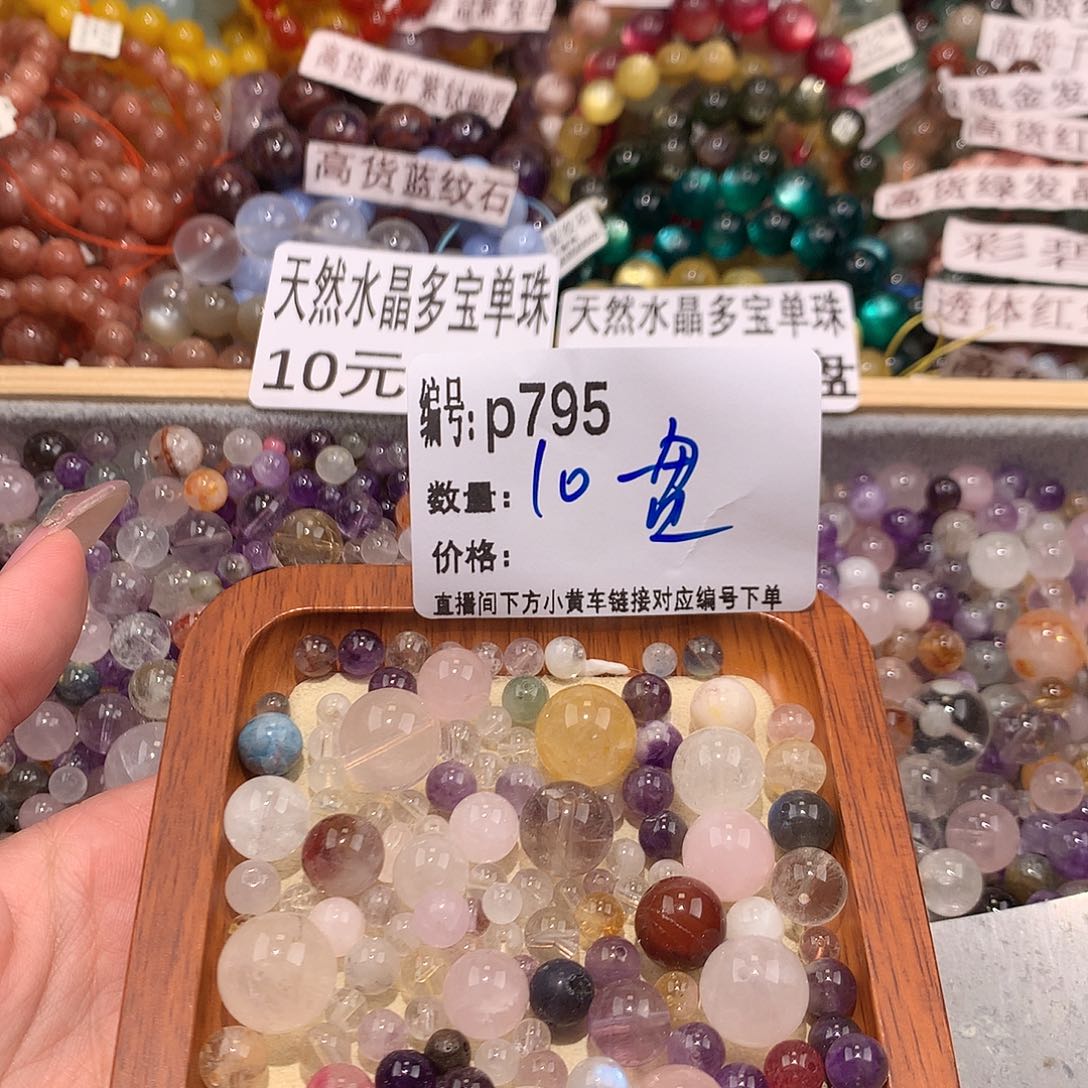 高货蓝纹石
高货绿发晶
彩碧
透体红
天然水晶多宝单珠
10元
天然水晶多宝单珠
盘
编号:p795
数量:10盘
价格:
直播间下方小黄车链接对应编号下单